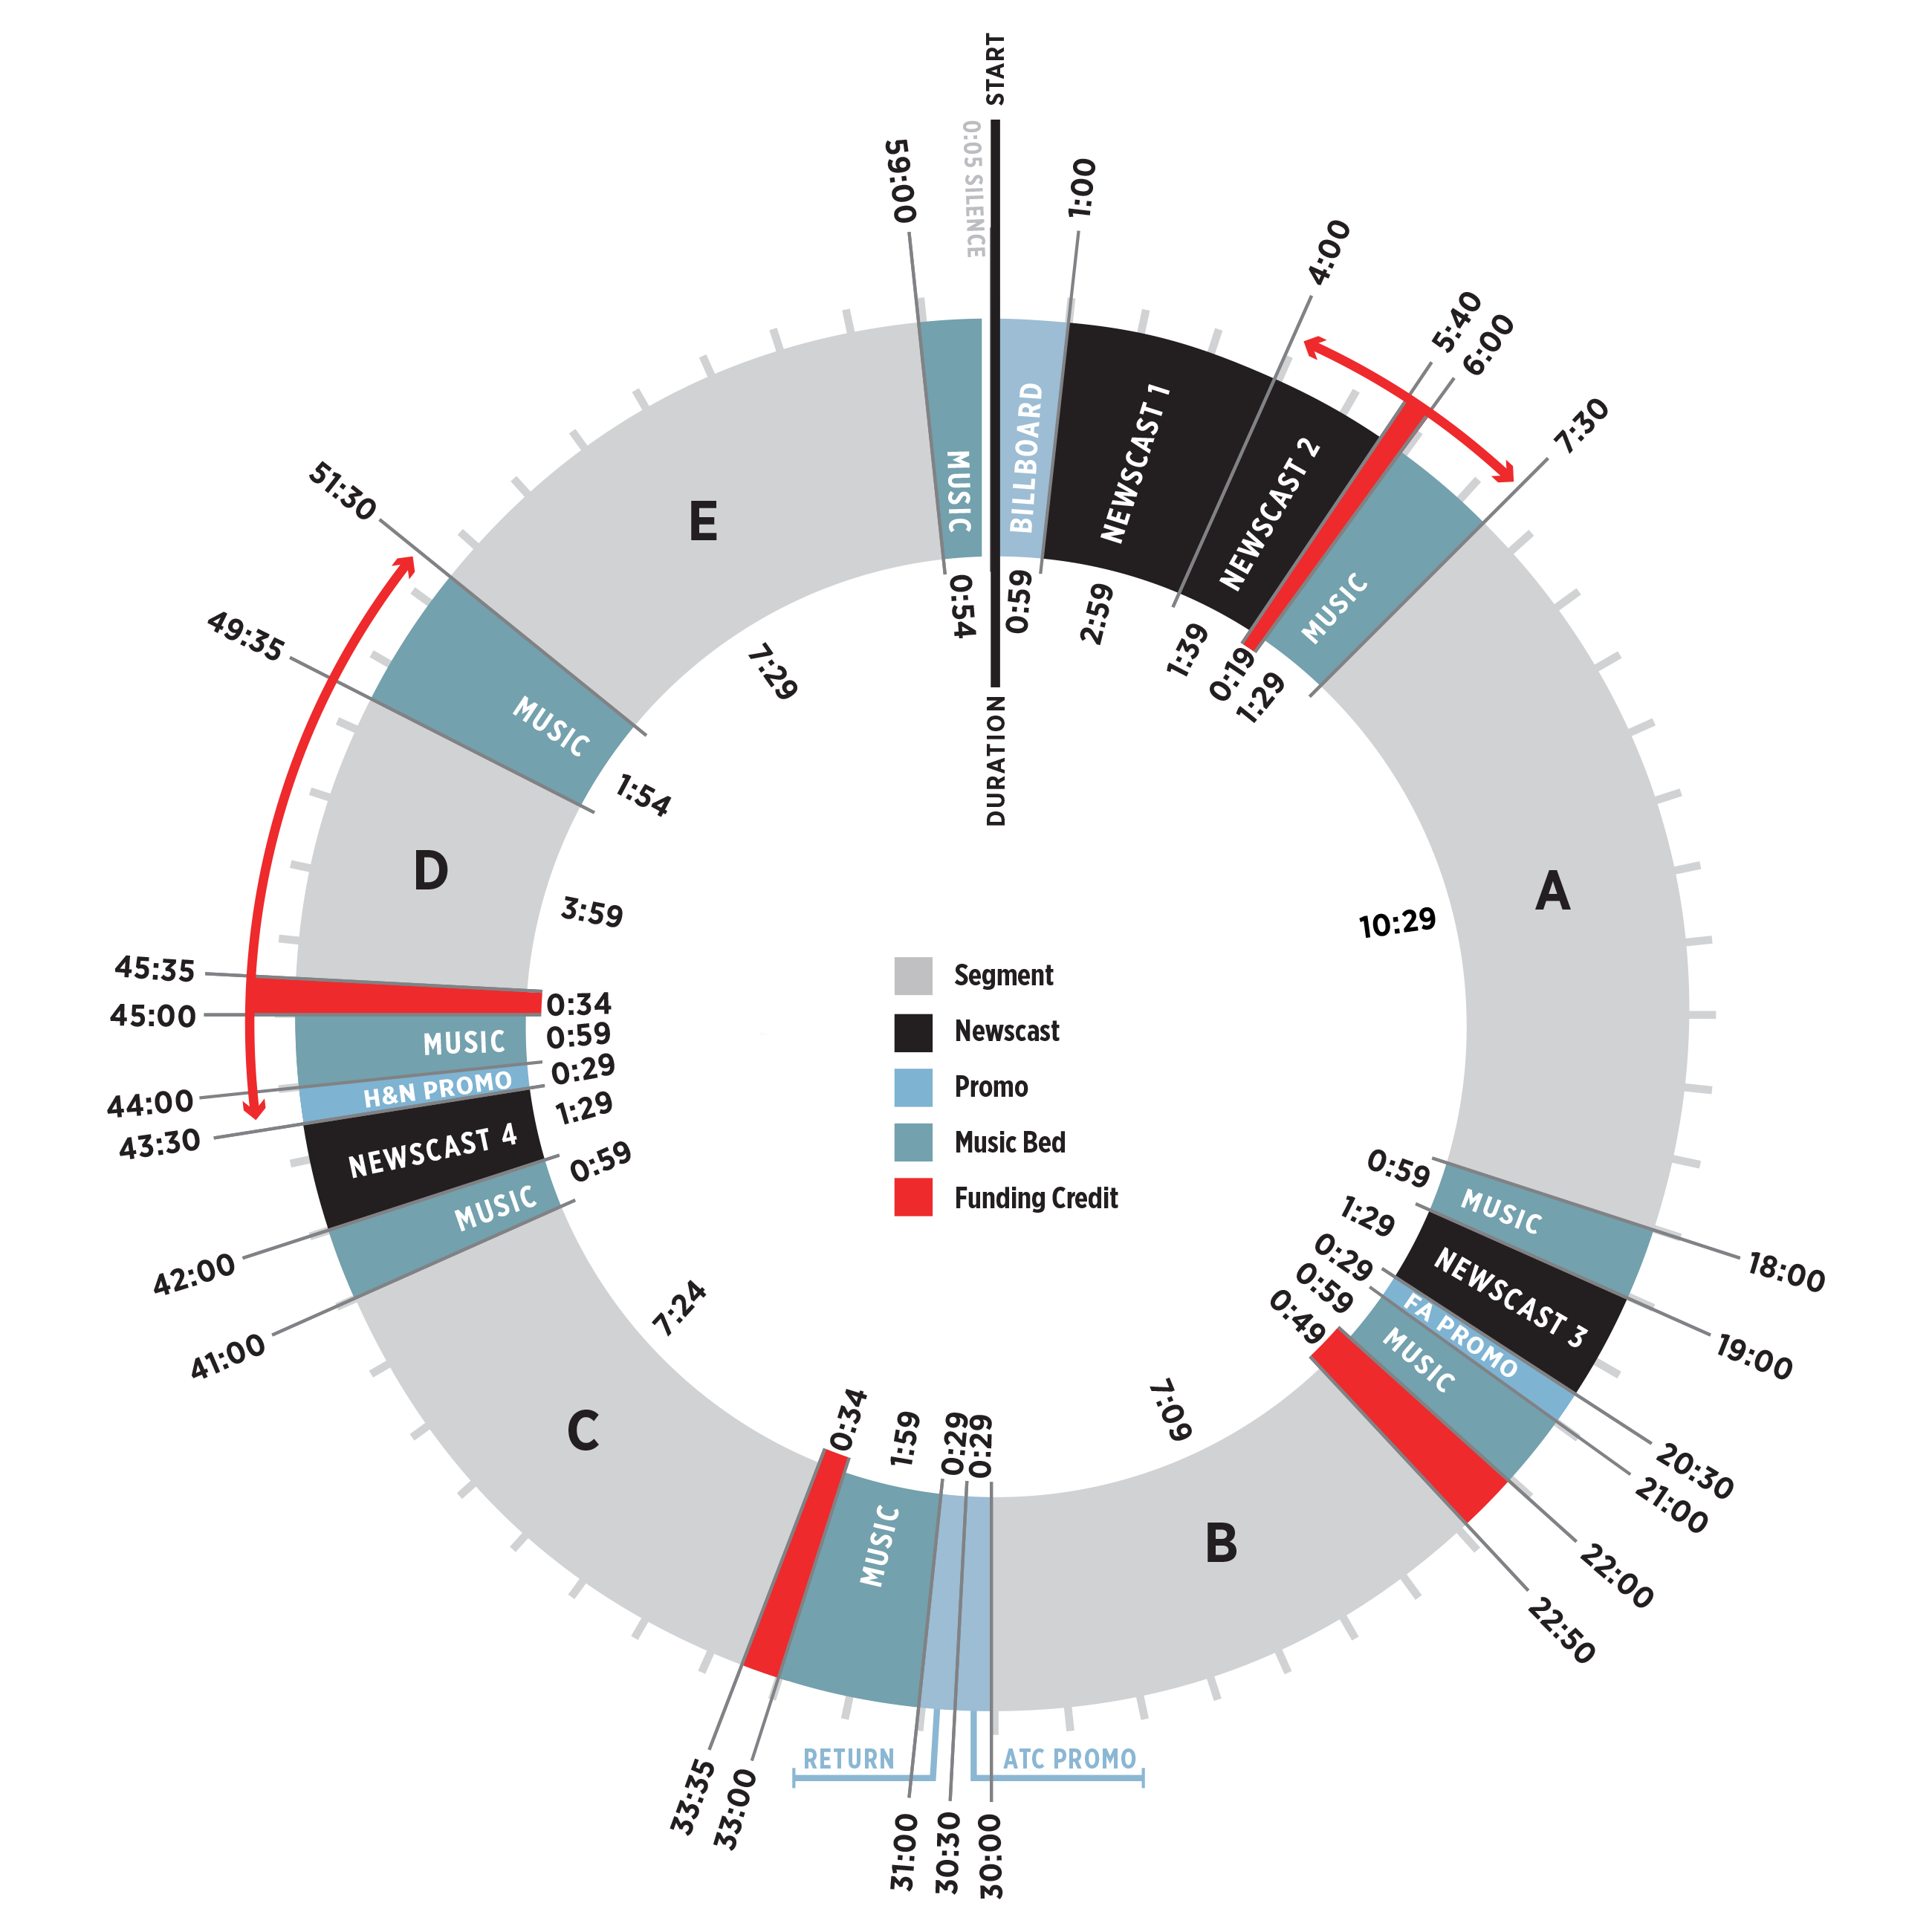 START
0:05 SILENCE
DURATION
1:00
4:00
5:40
6:00
7:30
18:00
19:00
20:30
21:00
22:00
22:50
30:00
30:30
31:00
33:00
33:35
41:00
42:00
43:30
44:00
45:00
45:35
49:35
51:30
59:00
BILLBOARD
NEWSCAST 1
NEWSCAST 2
MUSIC
A
MUSIC
NEWSCAST 3
FA PROMO
MUSIC
B
ATC PROMO
RETURN
MUSIC
C
MUSIC
NEWSCAST 4
H&N PROMO
MUSIC
D
MUSIC
E
MUSIC
0:59
2:59
1:39
0:19
1:29
10:29
0:59
1:29
0:29
0:59
0:49
7:09
0:29
0:29
1:59
0:34
7:24
0:59
1:29
0:29
0:59
0:34
3:59
1:54
7:29
0:54
Segment
Newscast
Promo
Music Bed
Funding Credit